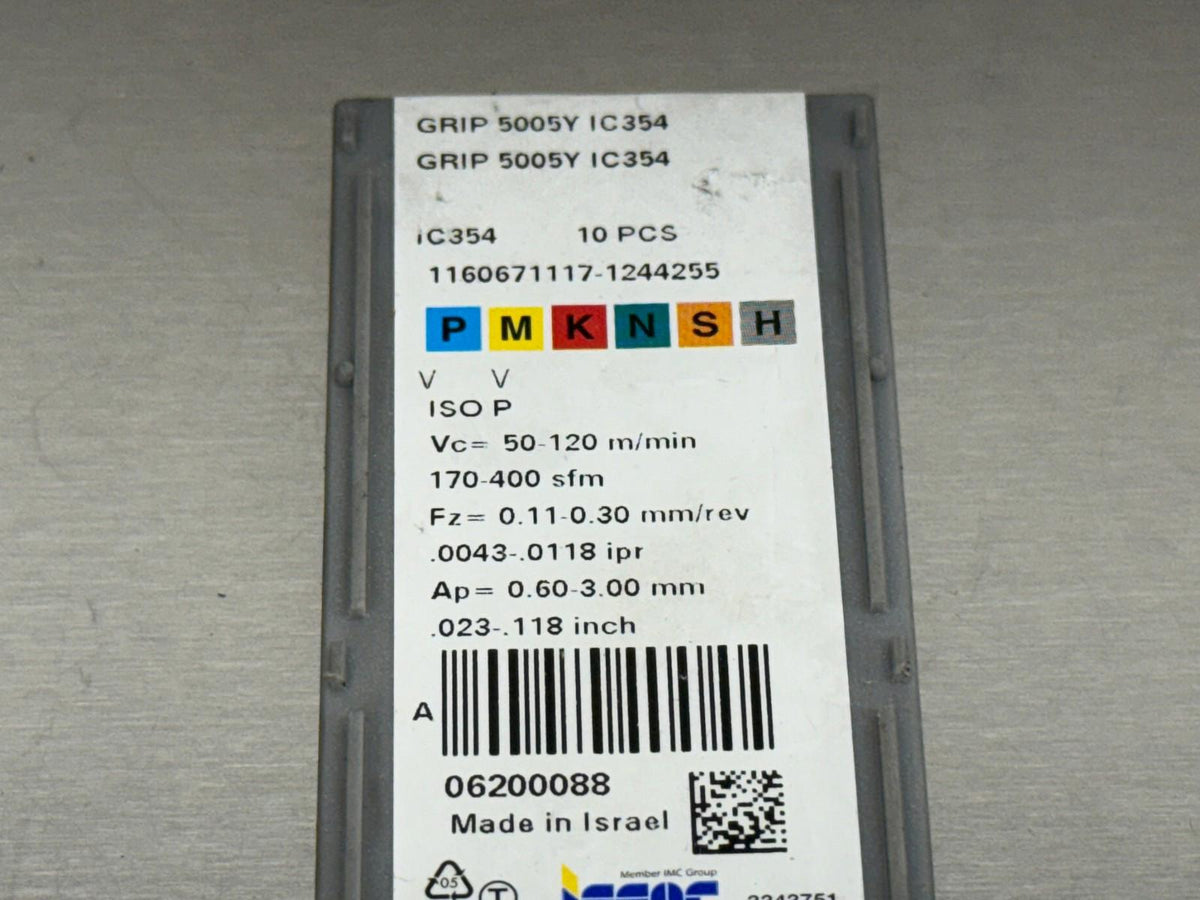 GRIP 5005Y IC354
GRIP 5005Y IC354
IC354 10 PCS
1160671117-1244255
P M K N S H
V V
ISO P
Vc= 50-120 m/min
170-400 sfm
Fz= 0.11-0.30 mm/rev
.0043-.0118 ipr
Ap= 0.60-3.00 mm
.023-.118 inch
A
06200088
Made in Israel
05 T
Member IMC Group